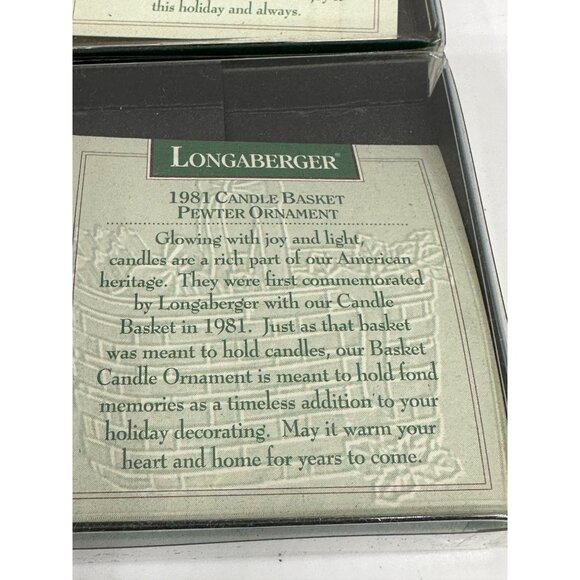 this holiday and always.
LONGABERGER®
1981 CANDLE BASKET
PEWTER ORNAMENT
Glowing with joy and light,
candles are a rich part of our American
heritage. They were first commemorated
by Longaberger with our Candle
Basket in 1981. Just as that basket
was meant to hold candles, our Basket
Candle Ornament is meant to hold fond
memories as a timeless addition to your
holiday decorating. May it warm your
heart and home for years to come.